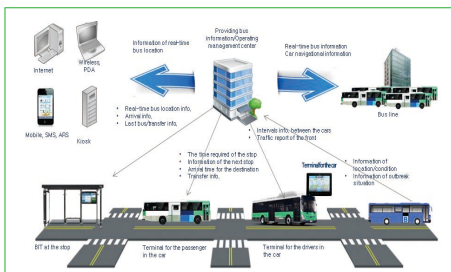 Providing bus
information/Operating
management center
Information of real-time
bus location
Real-time bus information
Car navigational information
Internet
Wireless,
PDA
Mobile, SMS, ARS
Kiosk
• Real-time bus location info,
• Arrival info,
• Last bus/transfer info,
Bus line
• Intervals info, between the cars
• Traffic report of the front
• The time required of the stop
• Information of the next stop
• Arrival time for the destination
• Transfer info,
Terminal for the car
• Information of
location/condition
• Information of outbreak
situation
BIT at the stop
Terminal for the passenger
in the car
Terminal for the drivers in
the car